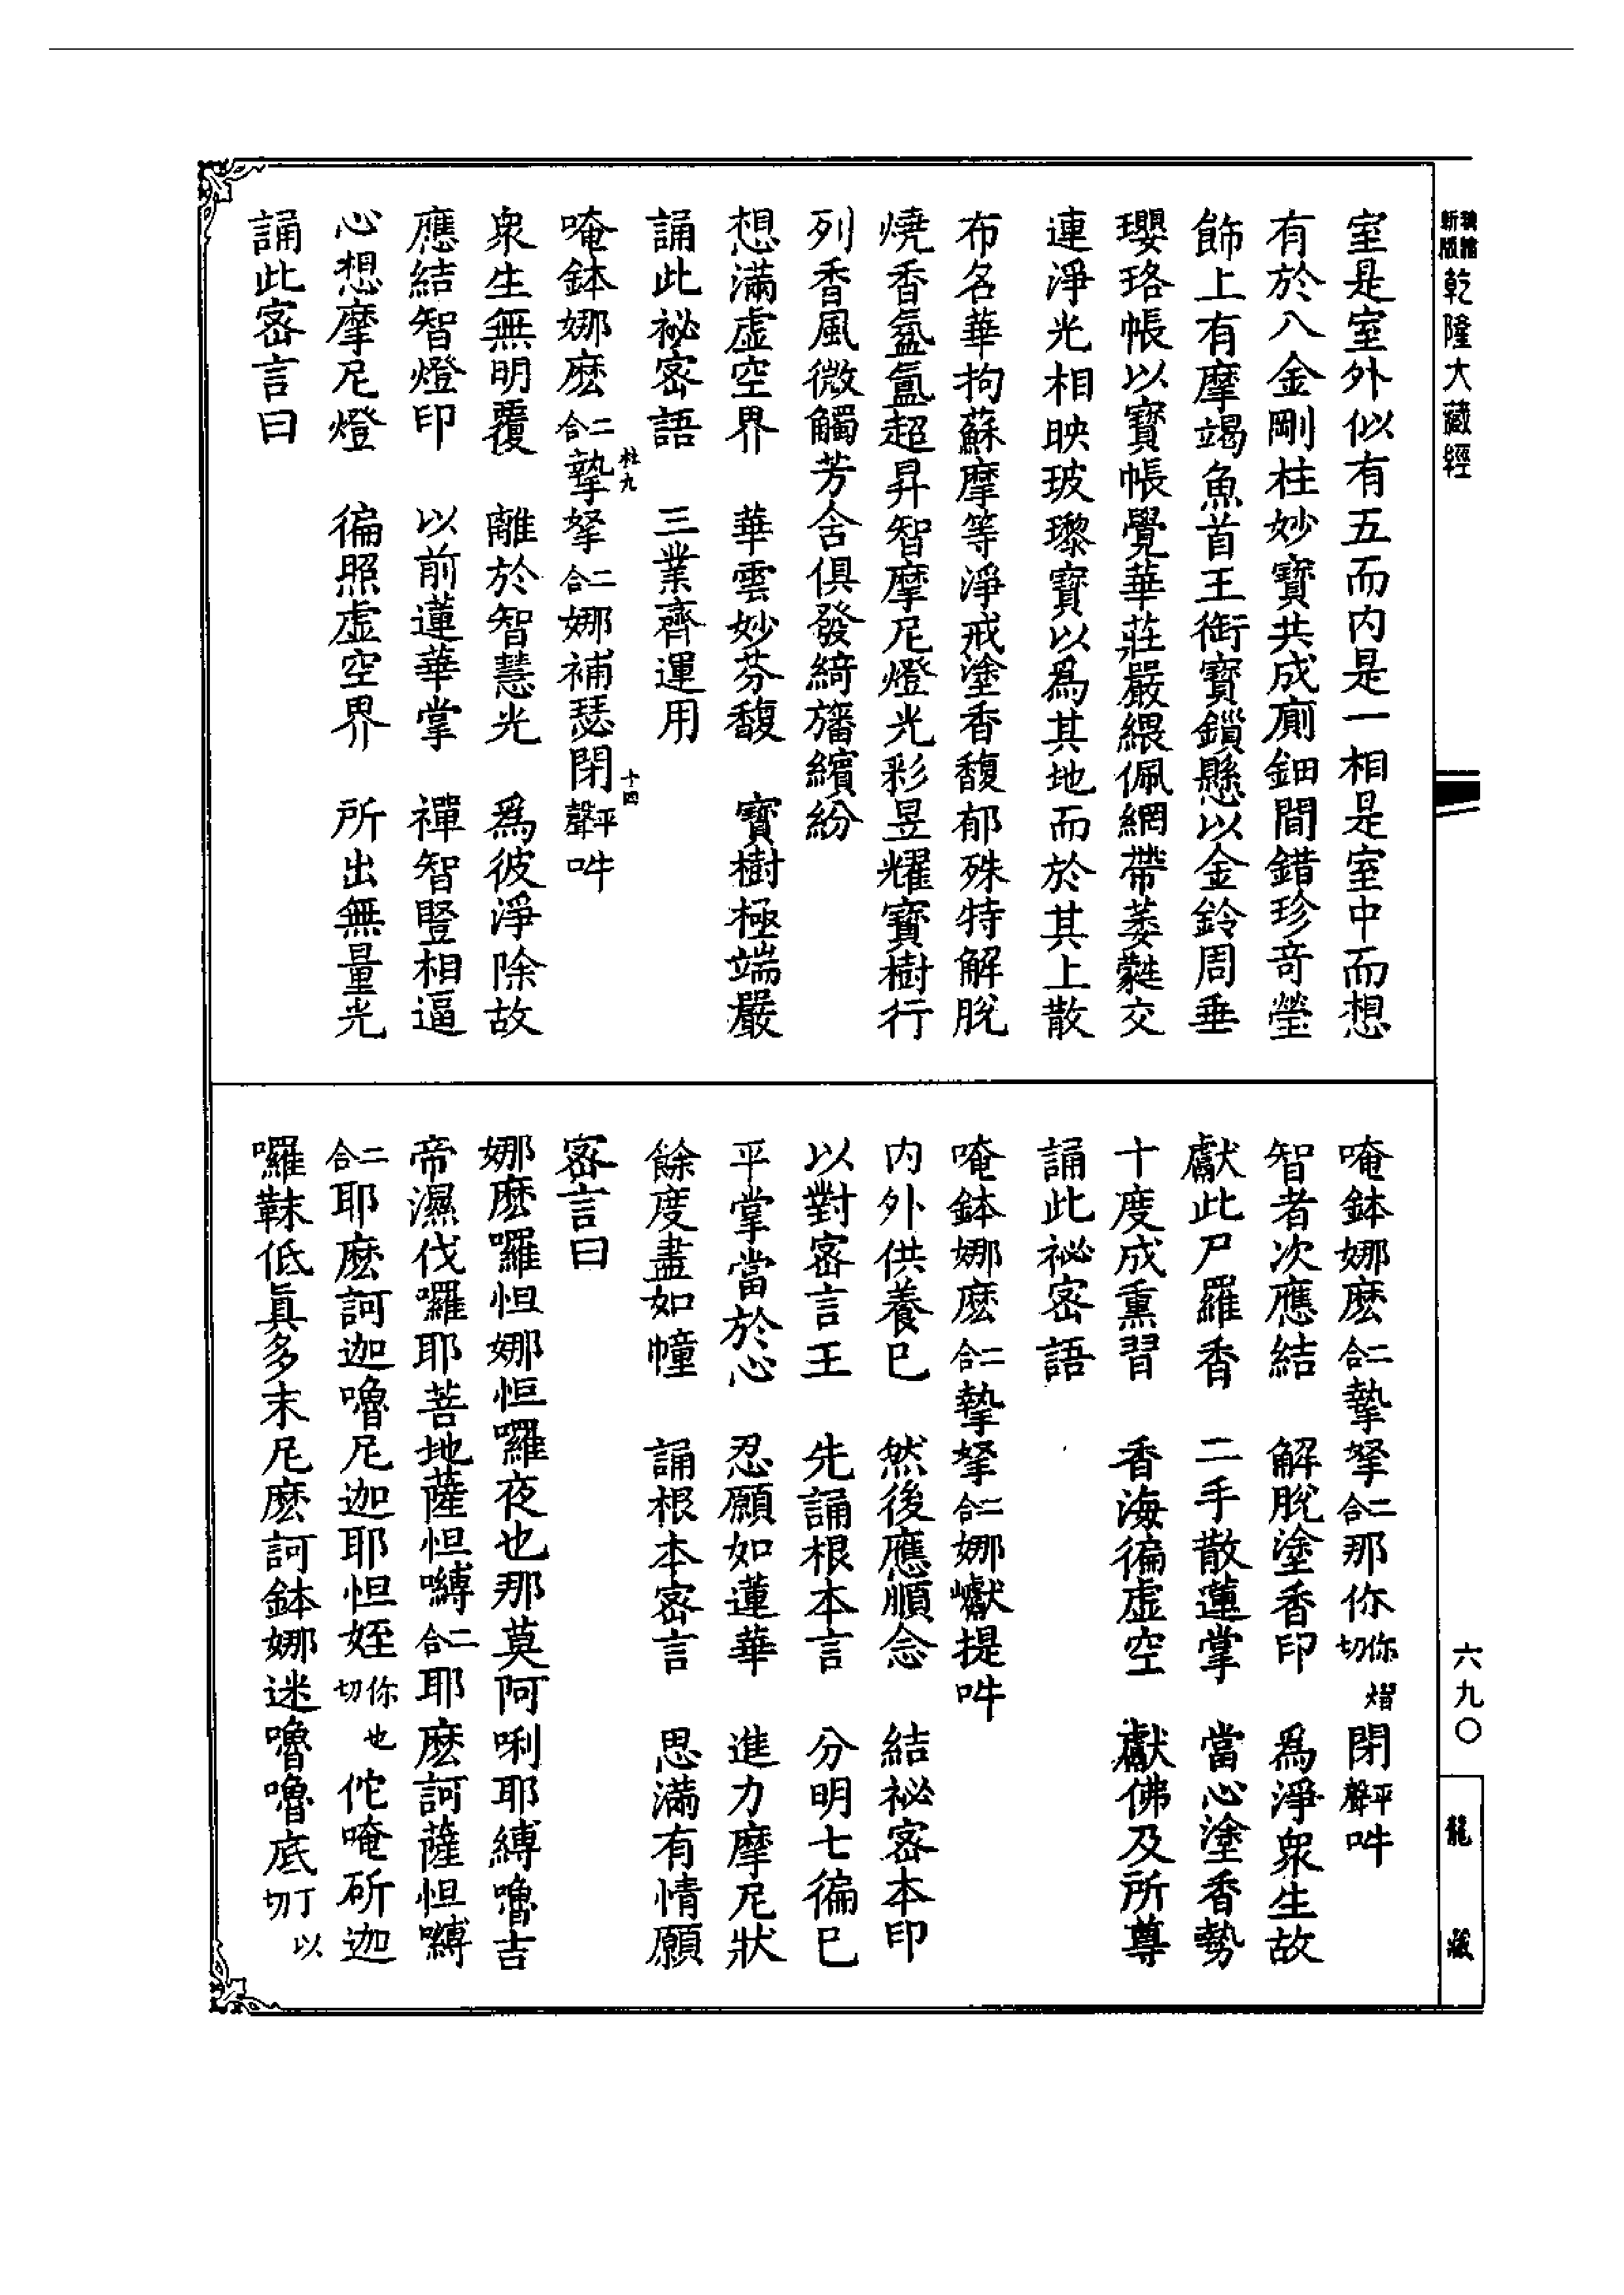 新版精縮乾隆大藏經
室是室外似有五而内是一相是室中而想
有於八金剛柱妙寶共成廁鈿間錯珍奇瑩
飾上有摩竭魚首王銜寶鎖懸以金鈴周垂
瓔珞帳以寶帳覺華莊嚴緩佩網帶萎蕤交
連淨光相映玻瓈寶以爲其地而於其上散
布名華拘蘇摩等淨戒塗香馥郁殊特解脫
燒香氳氳超昇智摩尼燈光彩昱耀寶樹行
列香風微觸芳含俱發綺旛繽紛
想滿虛空界　華雲妙芬馥　寶樹極端嚴
誦此祕密語　三業齊運用
唵鉢娜麽二合摯拏二合娜補瑟閉平聲吽
柱九
十四
衆生無明覆　離於智慧光　爲彼淨除故
應結智燈印　以前蓮華掌　禪智豎相逼
心想摩尼燈　徧照虛空界　所出無量光
誦此密言曰
唵鉢娜麽二合摯拏二合那你你熠切閉平聲吽
智者次應結　解脫塗香印　爲淨衆生故
獻此尸羅香　二手散蓮掌　當心塗香勢
十度成熏習　香海徧虛空　獻佛及所尊
誦此祕密語
唵鉢娜麽二合摯拏二合娜巘提吽
内外供養已　然後應順念　結祕密本印
以對密言王　先誦根本言　分明七徧已
平掌當於心　忍願如蓮華　進力摩尼狀
餘度盡如幢　誦根本密言　思滿有情願
密言曰
娜麽囉怛娜怛囉夜也那莫阿唎耶縛嚕吉
帝濕伐囉耶菩地薩怛嚩二合耶麽訶薩怛嚩
二合耶麽訶迦嚕尼迦耶怛姪你也切佗唵斫迦
囉靺低眞多末尼麽訶鉢娜迷嚕嚕底丁以切
六九〇
龍藏